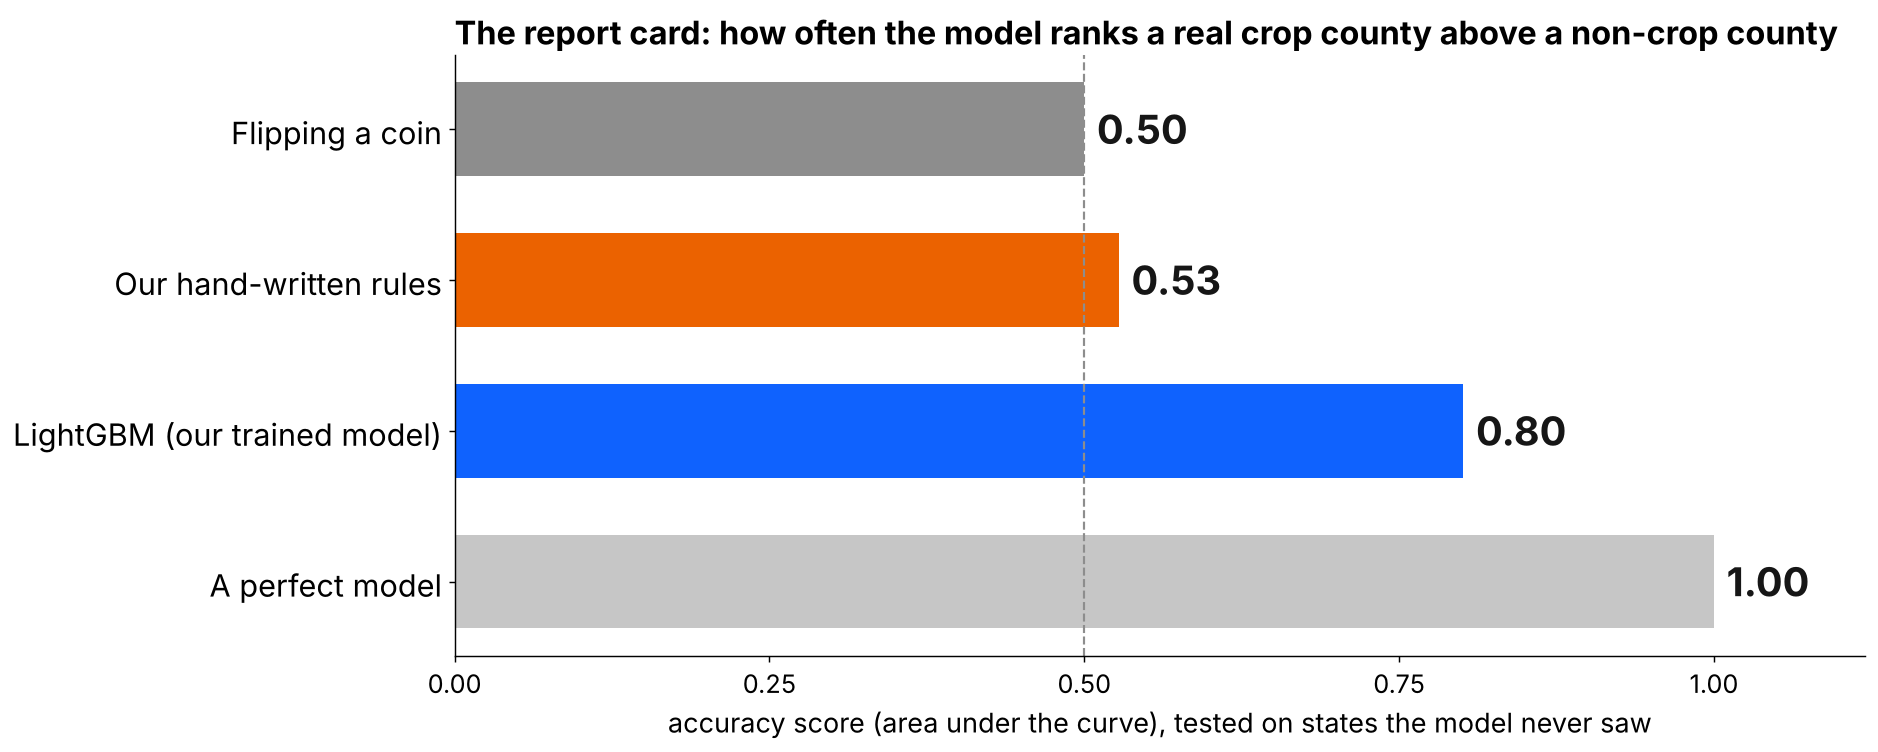 The report card: how often the model ranks a real crop county above a non-crop county
Flipping a coin
0.50
Our hand-written rules
0.53
LightGBM (our trained model)
0.80
A perfect model
1.00
0.00 0.25 0.50 0.75 1.00
accuracy score (area under the curve), tested on states the model never saw